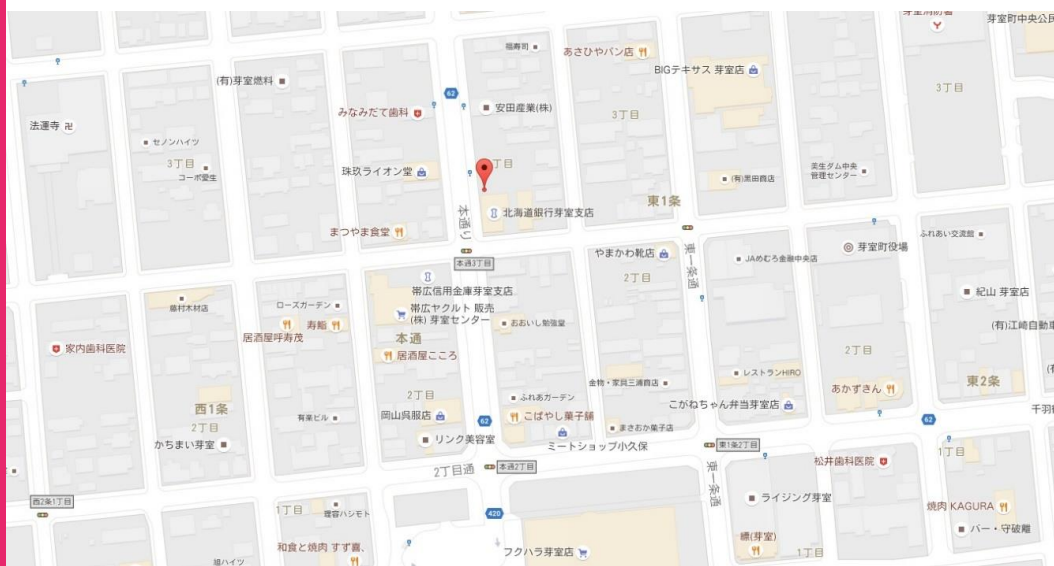 芽室消防署
芽室町中央公民
福寿司
あさひやパン店
BIGテキサス 芽室店
(有)芽室燃料
62
安田産業(株)
みなみだて歯科
3丁目
3丁目
法運寺
セノンハイツ
3丁目
コーポ愛生
珠玖ライオン堂
丁目
(有)黒田商店
美生ダム中央
管理センター
東1条
本通り
北海道銀行芽室支店
まつやま食堂
本通3丁目
やまかわ靴店
東一条通
JAめむろ金融中央店
芽室町役場
ふれあい交流館
2丁目
帯広信用金庫芽室支店
帯広ヤクルト 販売
(株) 芽室センター
おおいし勉強堂
紀山 芽室店
藤村木材店
ローズガーデン
寿鮨
居酒屋呼寿茂
本通
居酒屋こころ
(有)江崎自動車
家内歯科医院
2丁目
レストランHIRO
東2条
金物・家具三浦商店
あかずきん
2丁目
ふれあガーデン
こがねちゃん弁当芽室店
西1条
2丁目
有楽ビル
岡山呉服店
こばやし菓子舗
62
62
千羽
かちまい芽室
リンク美容室
ミートショップ小久保
まさおか菓子店
東1条2丁目
1丁目
2丁目通
本通2丁目
東一条通
松井歯科医院
西2条1丁目
1丁目
理容ハシモト
420
ライジング芽室
焼肉 KAGURA
バー・守破離
和食と焼肉 すず喜、
旭ハイツ
フクハラ芽室店
(芽室)
1丁目